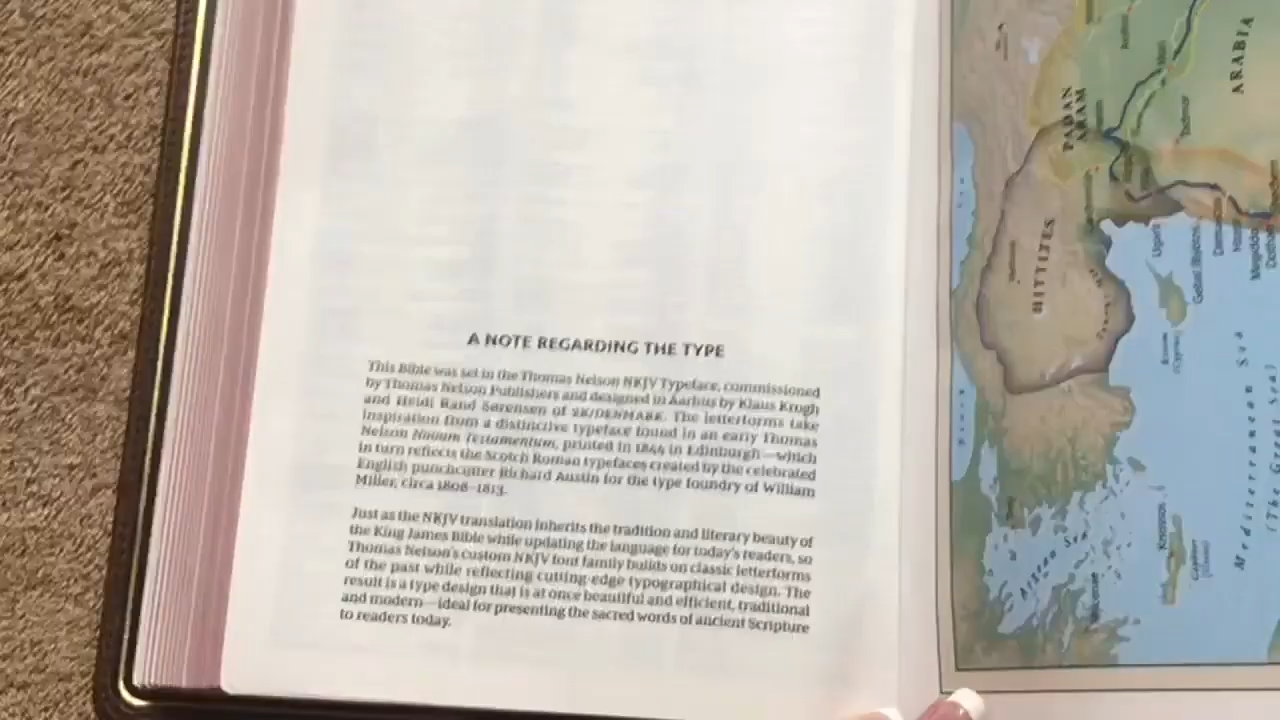 A NOTE REGARDING THE TYPE
This Bible was set in the Thomas Nelson NKJV Typeface, commissioned
by Thomas Nelson Publishers and designed in Aarhus by Klaus Krogh
and Heidi Rand Sørensen of 2K/DENMARK. The letterforms take
inspiration from a distinctive typeface found in an early Thomas
Nelson Novum Testamentum, printed in 1844 in Edinburgh—which
in turn reflects the Scotch Roman typefaces created by the celebrated
English punchcutter Richard Austin for the type foundry of William
Miller, circa 1808–1813.
Just as the NKJV translation inherits the tradition and literary beauty of
the King James Bible while updating the language for today's readers, so
Thomas Nelson's custom NKJV font family builds on classic letterforms
of the past while reflecting cutting-edge typographical design. The
result is a type design that is at once beautiful and efficient, traditional
and modern—ideal for presenting the sacred words of ancient Scripture
to readers today.
PADAN
ARAM
ARABIA
HITTITES
Ugarit
Gebal (Byblos)
Megiddo
Knossos
Aegean Sea
Mediterranean Sea
(The Great Sea)